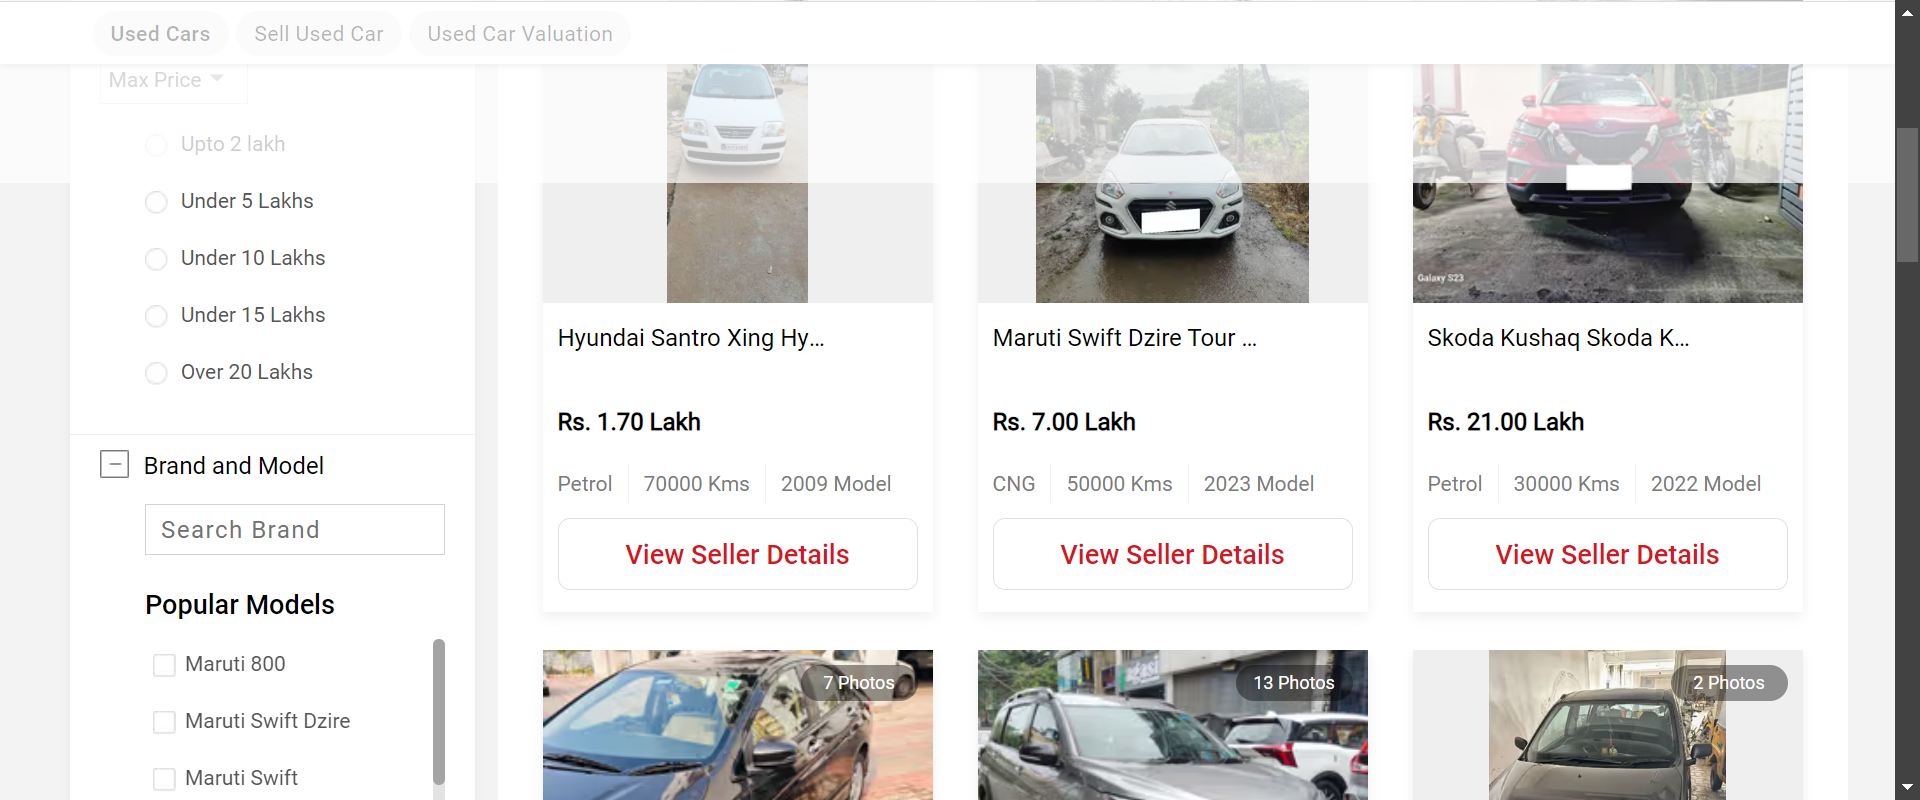 Used Cars
Sell Used Car
Used Car Valuation
Max Price
Upto 2 lakh
Under 5 Lakhs
Under 10 Lakhs
Under 15 Lakhs
Over 20 Lakhs
Brand and Model
Search Brand
Popular Models
Maruti 800
Maruti Swift Dzire
Maruti Swift
Hyundai Santro Xing Hy...
Rs. 1.70 Lakh
Petrol 70000 Kms 2009 Model
View Seller Details
Maruti Swift Dzire Tour ...
Rs. 7.00 Lakh
CNG 50000 Kms 2023 Model
View Seller Details
Galaxy S23
Skoda Kushaq Skoda K...
Rs. 21.00 Lakh
Petrol 30000 Kms 2022 Model
View Seller Details
7 Photos
13 Photos
2 Photos